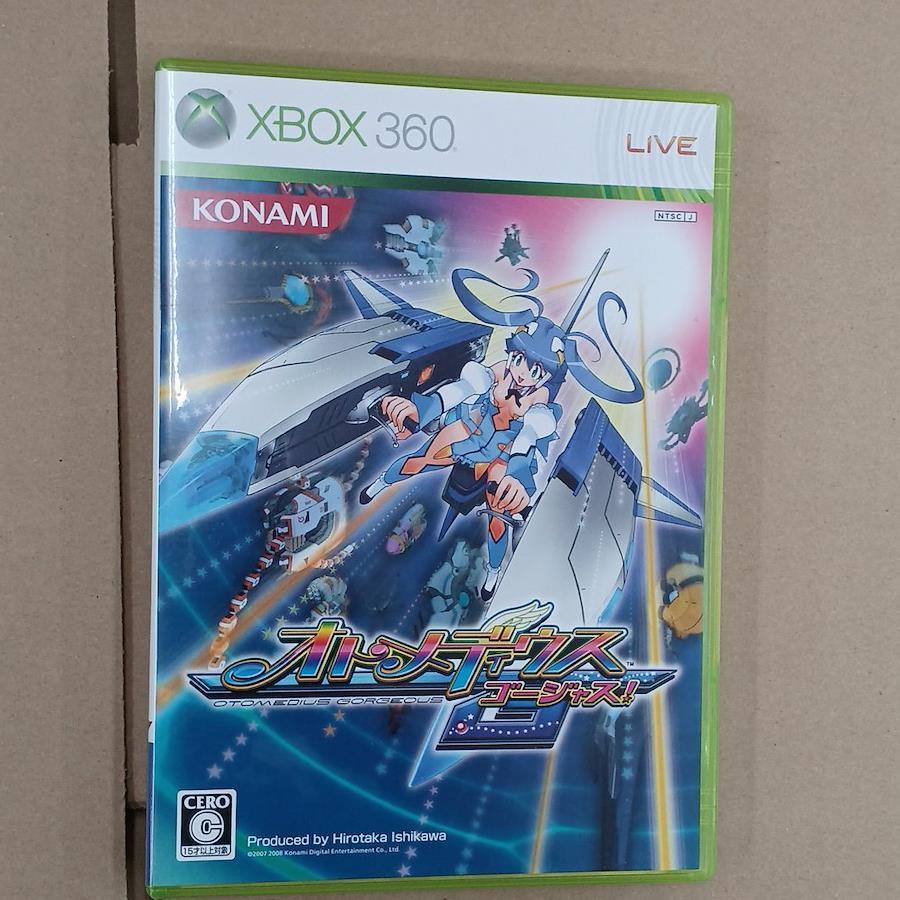 XBOX 360
LIVE
KONAMI
NTSC J
オトメディウス
TM
ゴージャス!
OTOMEDIUS GORGEOUS
G
CERO
C
15才以上対象
Produced by Hirotaka Ishikawa
©2007 2008 Konami Digital Entertainment Co., Ltd.